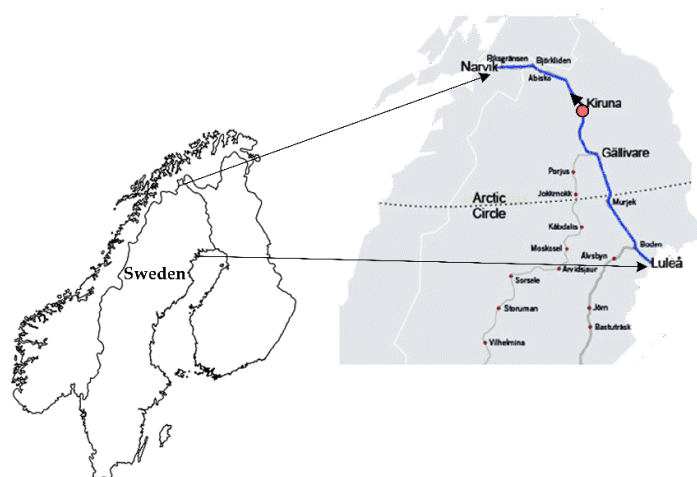 Riksgränsen
Björkliden
Narvik
Abisko
Kiruna
Gällivare
Porjus
Jokkmokk
Arctic
Circle
Murjek
Kåbdalis
Moskosel
Boden
Älvsbyn
Luleå
Arvidsjaur
Sweden
Sorsele
Storuman
Jörn
Bastuträsk
Vilhelmina